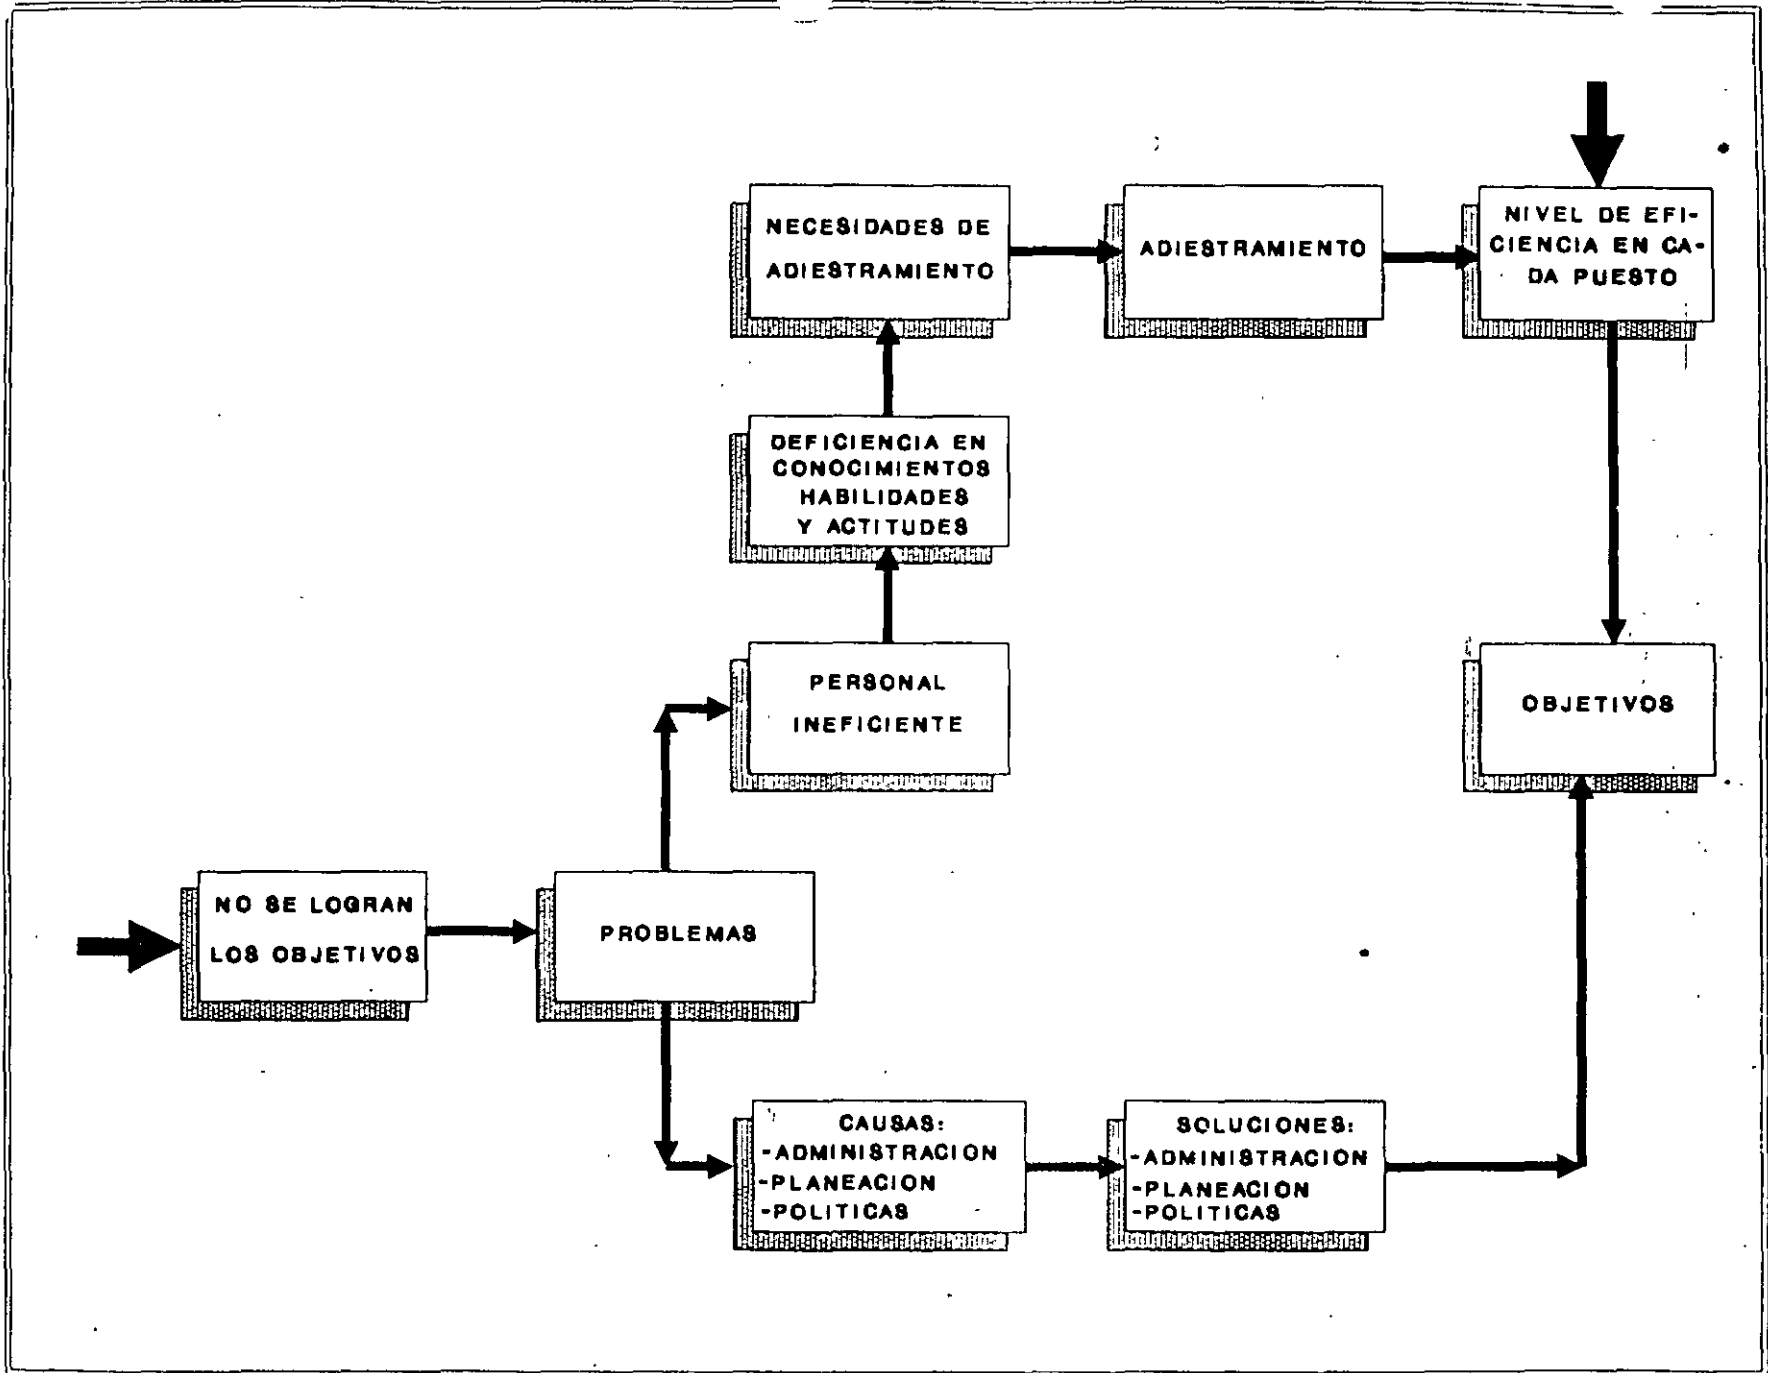 NECESIDADES DE
ADIESTRAMIENTO
ADIESTRAMIENTO
NIVEL DE EFI-
CIENCIA EN CA-
DA PUESTO
DEFICIENCIA EN
CONOCIMIENTOS
HABILIDADES
Y ACTITUDES
PERSONAL
INEFICIENTE
OBJETIVOS
NO SE LOGRAN
LOS OBJETIVOS
PROBLEMAS
CAUSAS:
-ADMINISTRACION
-PLANEACION
-POLITICAS
SOLUCIONES:
-ADMINISTRACION
-PLANEACION
-POLITICAS